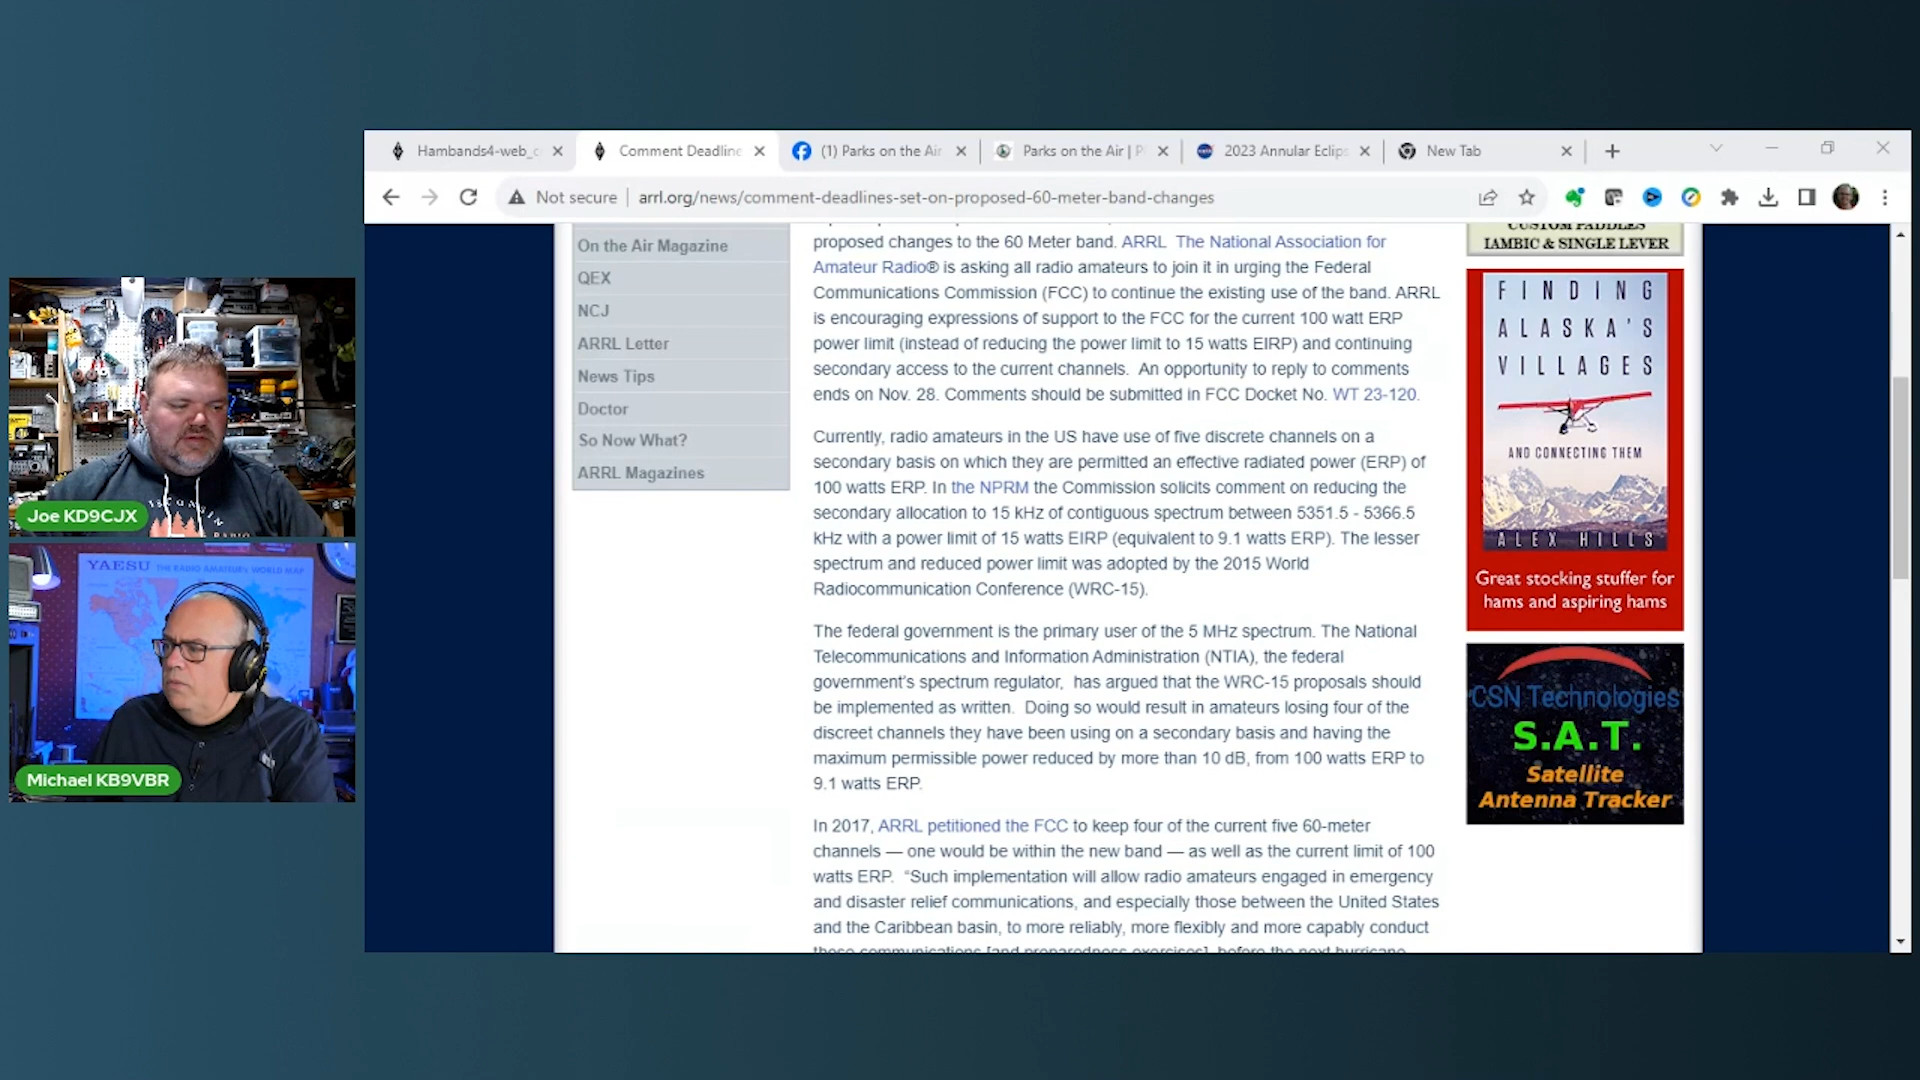 Hambands4-web_c
Comment Deadline
(1) Parks on the Air
Parks on the Air | P
2023 Annular Eclips
New Tab
Not secure
arrl.org/news/comment-deadlines-set-on-proposed-60-meter-band-changes
On the Air Magazine
QEX
NCJ
ARRL Letter
News Tips
Doctor
So Now What?
ARRL Magazines
proposed changes to the 60 Meter band. ARRL The National Association for
Amateur Radio® is asking all radio amateurs to join it in urging the Federal
Communications Commission (FCC) to continue the existing use of the band. ARRL
is encouraging expressions of support to the FCC for the current 100 watt ERP
power limit (instead of reducing the power limit to 15 watts EIRP) and continuing
secondary access to the current channels. An opportunity to reply to comments
ends on Nov. 28. Comments should be submitted in FCC Docket No. WT 23-120.
Currently, radio amateurs in the US have use of five discrete channels on a
secondary basis on which they are permitted an effective radiated power (ERP) of
100 watts ERP. In the NPRM the Commission solicits comment on reducing the
secondary allocation to 15 kHz of contiguous spectrum between 5351.5 - 5366.5
kHz with a power limit of 15 watts EIRP (equivalent to 9.1 watts ERP). The lesser
spectrum and reduced power limit was adopted by the 2015 World
Radiocommunication Conference (WRC-15).
The federal government is the primary user of the 5 MHz spectrum. The National
Telecommunications and Information Administration (NTIA), the federal
government's spectrum regulator, has argued that the WRC-15 proposals should
be implemented as written. Doing so would result in amateurs losing four of the
discreet channels they have been using on a secondary basis and having the
maximum permissible power reduced by more than 10 dB, from 100 watts ERP to
9.1 watts ERP.
In 2017, ARRL petitioned the FCC to keep four of the current five 60-meter
channels — one would be within the new band — as well as the current limit of 100
watts ERP. “Such implementation will allow radio amateurs engaged in emergency
and disaster relief communications, and especially those between the United States
and the Caribbean basin, to more reliably, more flexibly and more capably conduct
those communications [and preparedness exercises], before the next hurricane
CUSTOM PADDLES
IAMBIC & SINGLE LEVER
FINDING
ALASKA'S
VILLAGES
AND CONNECTING THEM
ALEX HILLS
Great stocking stuffer for
hams and aspiring hams
CSN Technologies
S.A.T.
Satellite
Antenna Tracker
Joe KD9CJX
YAESU THE RADIO AMATEUR'S WORLD MAP
Michael KB9VBR